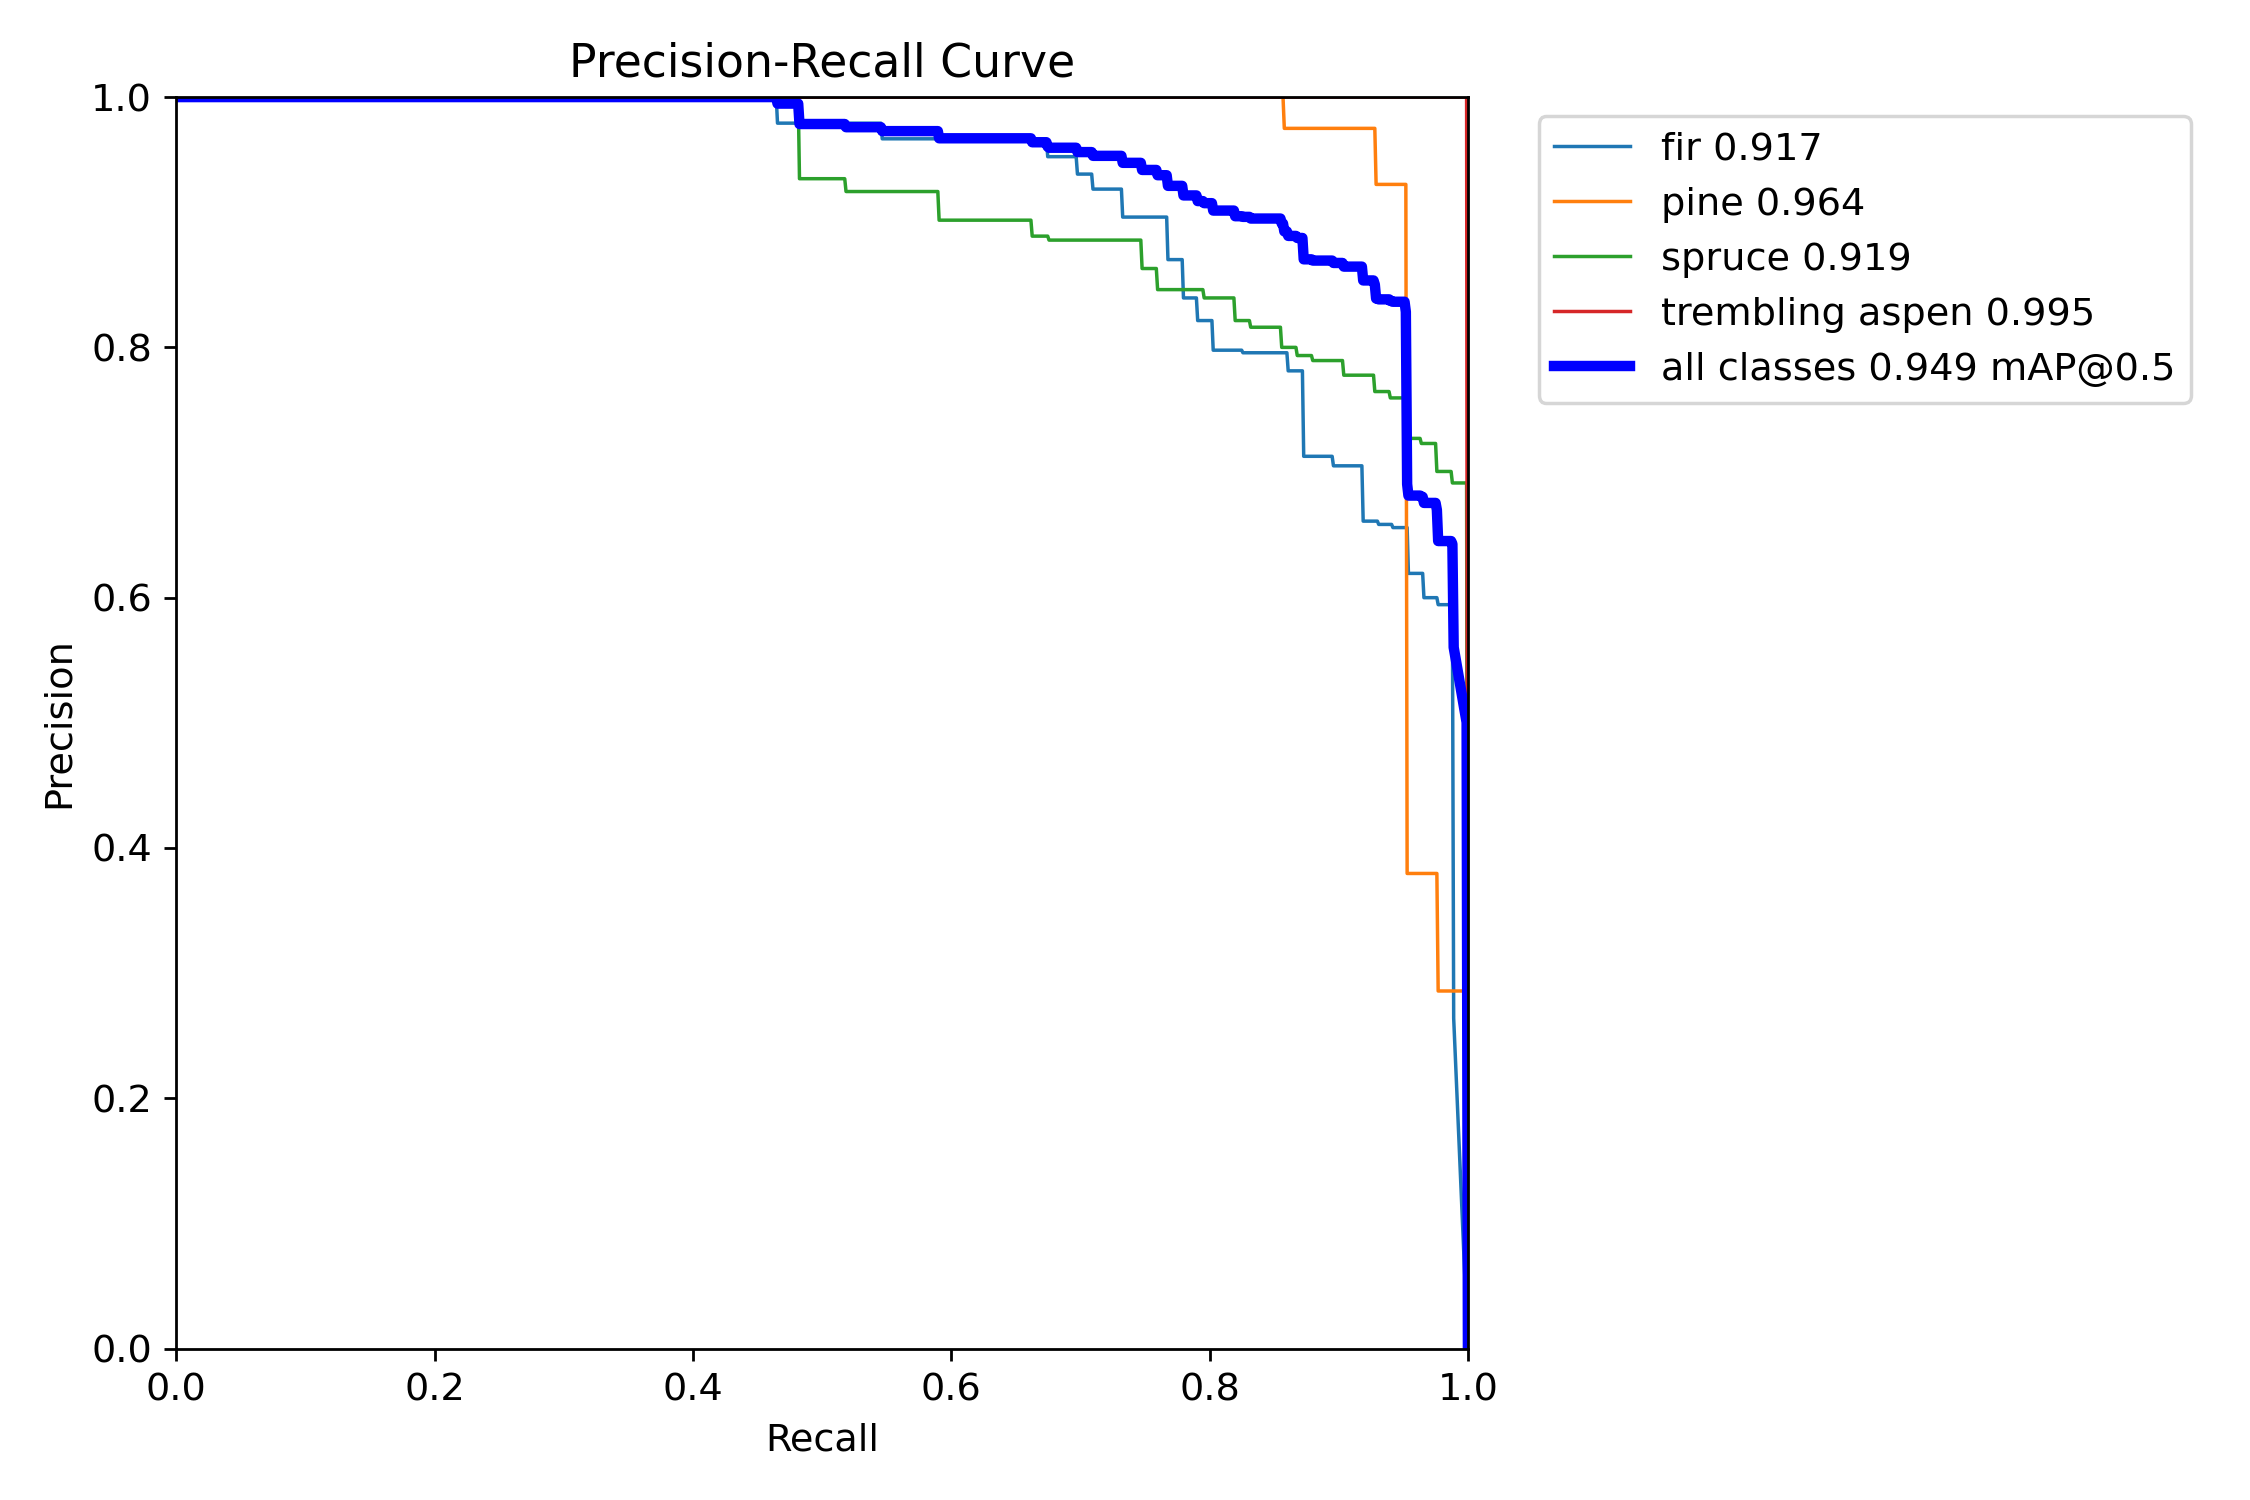 Precision-Recall Curve
1.0
0.8
0.6
0.4
0.2
0.0
Precision
0.0 0.2 0.4 0.6 0.8 1.0
Recall
fir 0.917
pine 0.964
spruce 0.919
trembling aspen 0.995
all classes 0.949 mAP@0.5